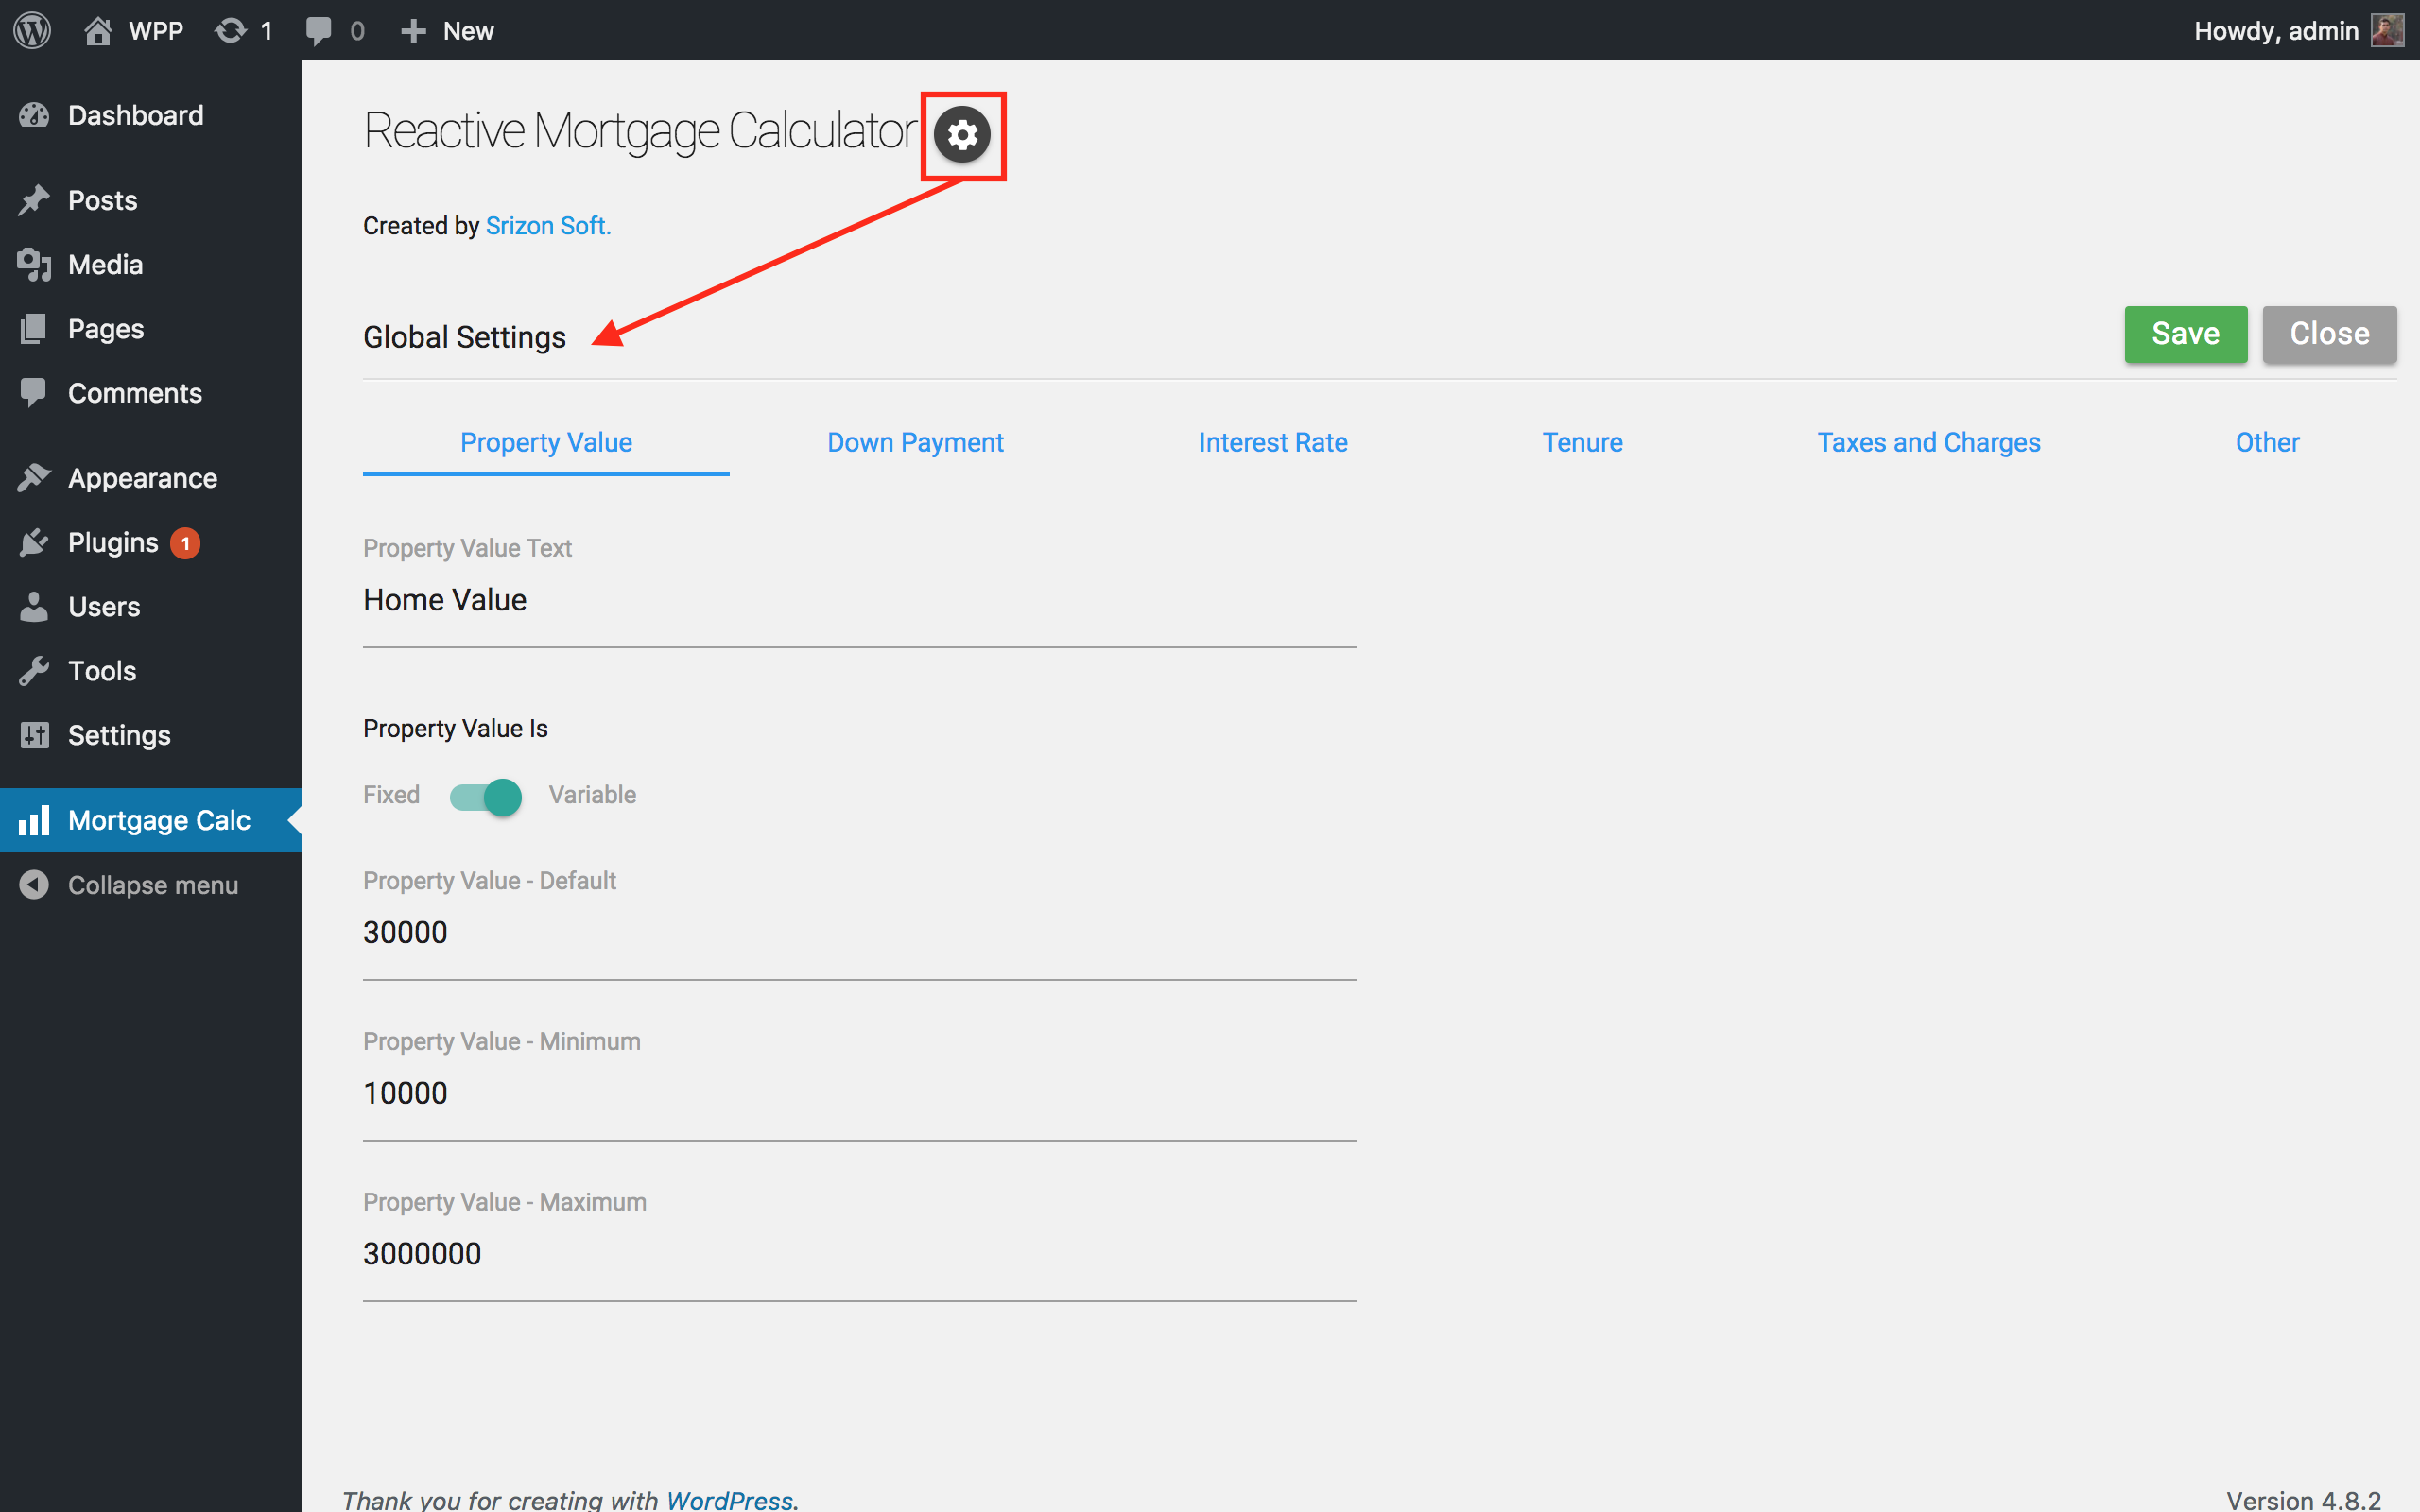 WPP 1 0 New Howdy, admin
Dashboard
Posts
Media
Pages
Comments
Appearance
Plugins 1
Users
Tools
Settings
Mortgage Calc
Collapse menu
Reactive Mortgage Calculator
Created by Srizon Soft.
Global Settings Save Close
Property Value Down Payment Interest Rate Tenure Taxes and Charges Other
Property Value Text
Home Value
Property Value Is
Fixed Variable
Property Value - Default
30000
Property Value - Minimum
10000
Property Value - Maximum
3000000
Thank you for creating with WordPress. Version 4.8.2